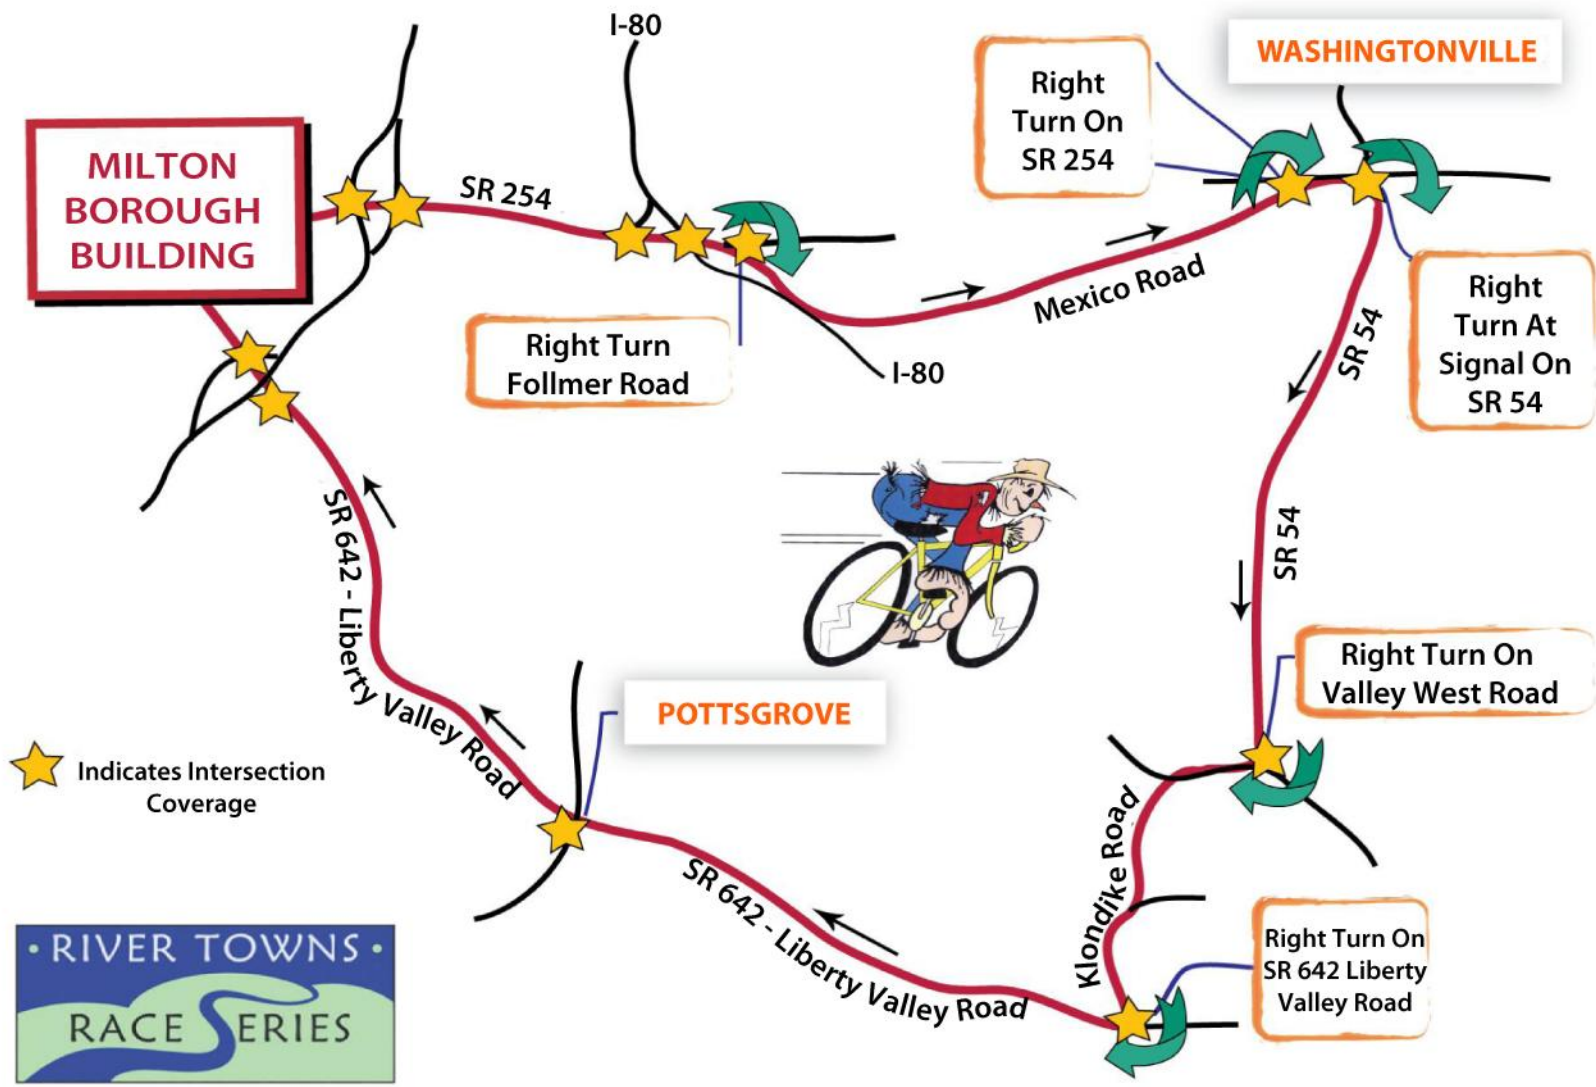 I-80
WASHINGTONVILLE
Right
Turn On
SR 254
MILTON
BOROUGH
BUILDING
SR 254
Mexico Road
Right
Turn At
Signal On
SR 54
Right Turn
Follmer Road
I-80
SR 54
SR 54
SR 642 - Liberty Valley Road
Right Turn On
Valley West Road
POTTSGROVE
Indicates Intersection
Coverage
Klondike Road
SR 642 - Liberty Valley Road
Right Turn On
SR 642 Liberty
Valley Road
• RIVER TOWNS •
RACE SERIES